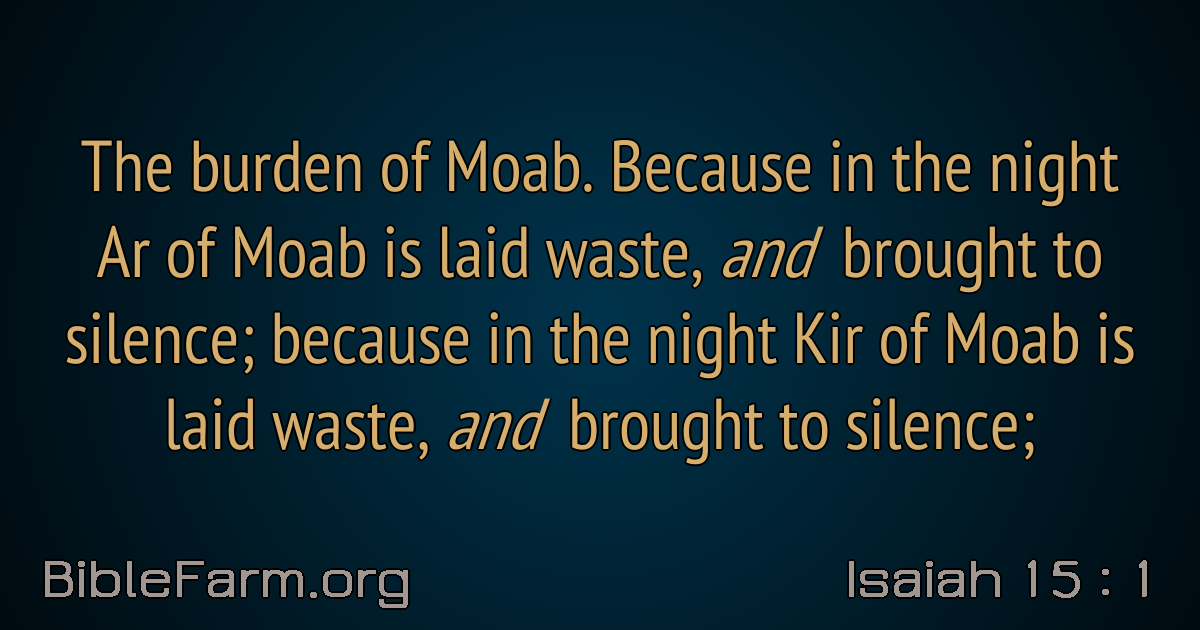 The burden of Moab. Because in the night
Ar of Moab is laid waste, and brought to
silence; because in the night Kir of Moab is
laid waste, and brought to silence;
BibleFarm.org
Isaiah 15 : 1